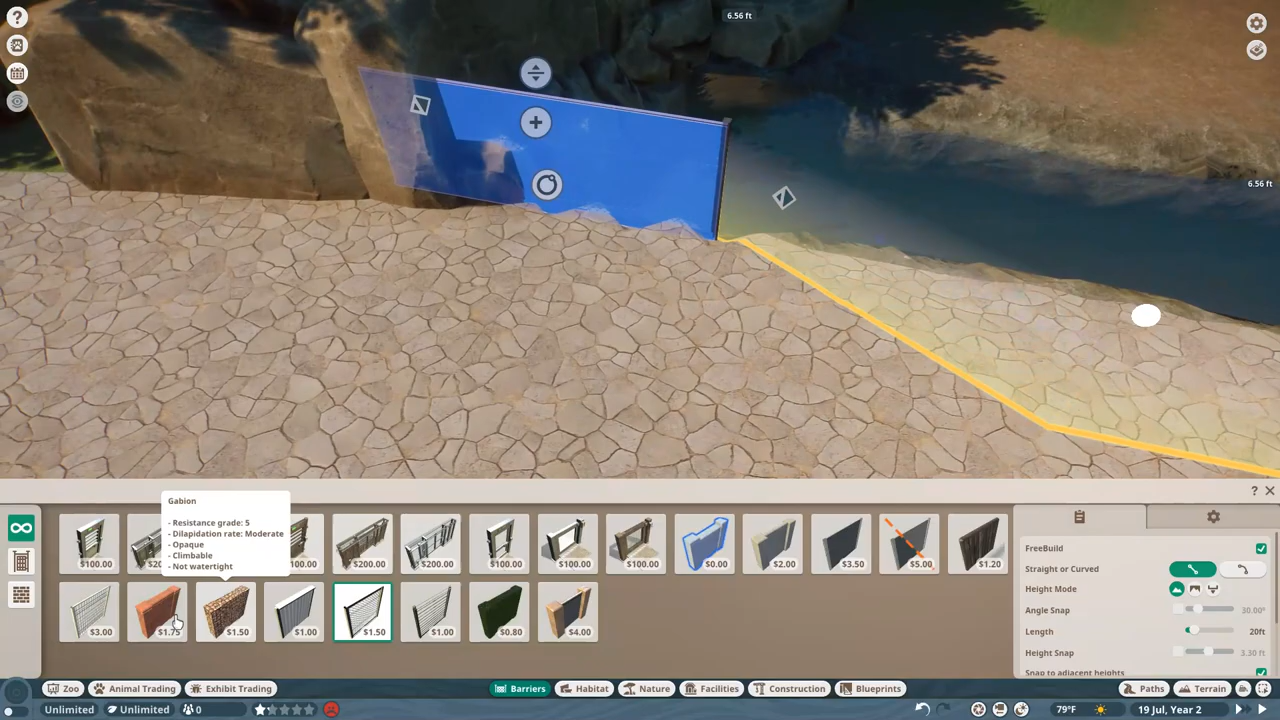 6.56 ft
6.56 ft
Gabion
- Resistance grade: 5
- Dilapidation rate: Moderate
- Opaque
- Climbable
- Not watertight
$100.00
$100.00
$200.00
$200.00
$100.00
$100.00
$100.00
$0.00
$2.00
$3.50
$5.00
$1.20
$3.00
$1.75
$1.50
$1.00
$1.50
$1.00
$0.80
$4.00
FreeBuild
Straight or Curved
Height Mode
Angle Snap 30.00°
Length 20ft
Height Snap 3.30 ft
Snap to adjacent heights
Zoo
Animal Trading
Exhibit Trading
Barriers
Habitat
Nature
Facilities
Construction
Blueprints
Paths
Terrain
Unlimited
Unlimited
0
79°F
19 Jul, Year 2